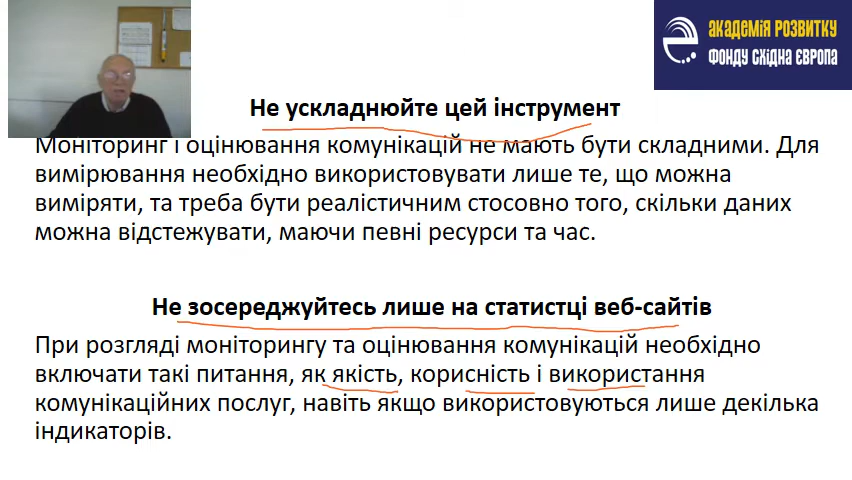 АКАДЕМІЯ РОЗВИТКУ
ФОНДУ СХІДНА ЄВРОПА
Не ускладнюйте цей інструмент
Моніторинг і оцінювання комунікацій не мають бути складними. Для
вимірювання необхідно використовувати лише те, що можна
виміряти, та треба бути реалістичним стосовно того, скільки даних
можна відстежувати, маючи певні ресурси та час.
Не зосереджуйтесь лише на статистці веб-сайтів
При розгляді моніторингу та оцінювання комунікацій необхідно
включати такі питання, як якість, корисність і використання
комунікаційних послуг, навіть якщо використовуються лише декілька
індикаторів.